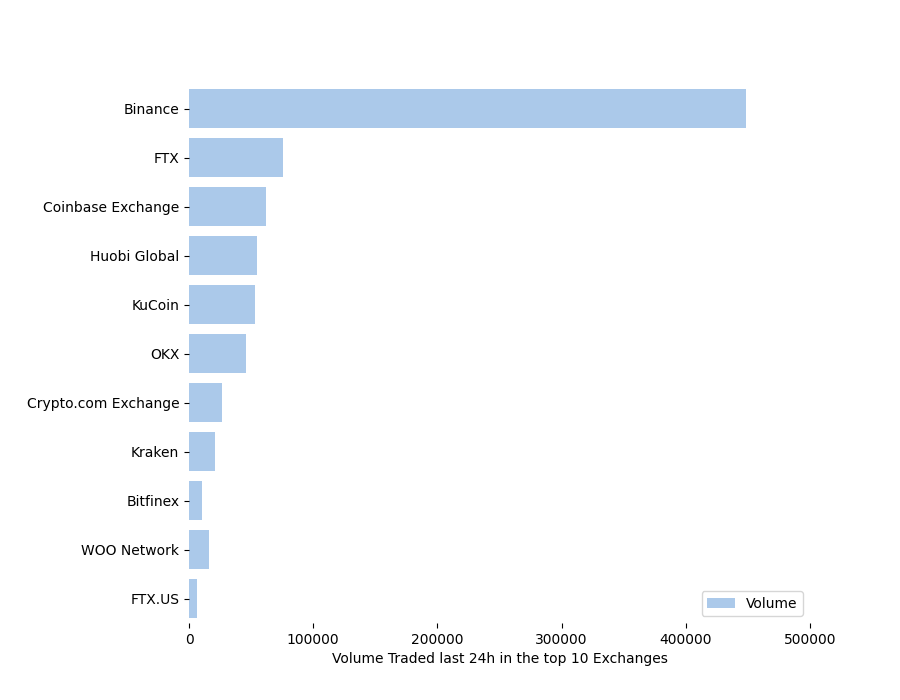 Binance
FTX
Coinbase Exchange
Huobi Global
KuCoin
OKX
Crypto.com Exchange
Kraken
Bitfinex
WOO Network
FTX.US
Volume
0 100000 200000 300000 400000 500000
Volume Traded last 24h in the top 10 Exchanges